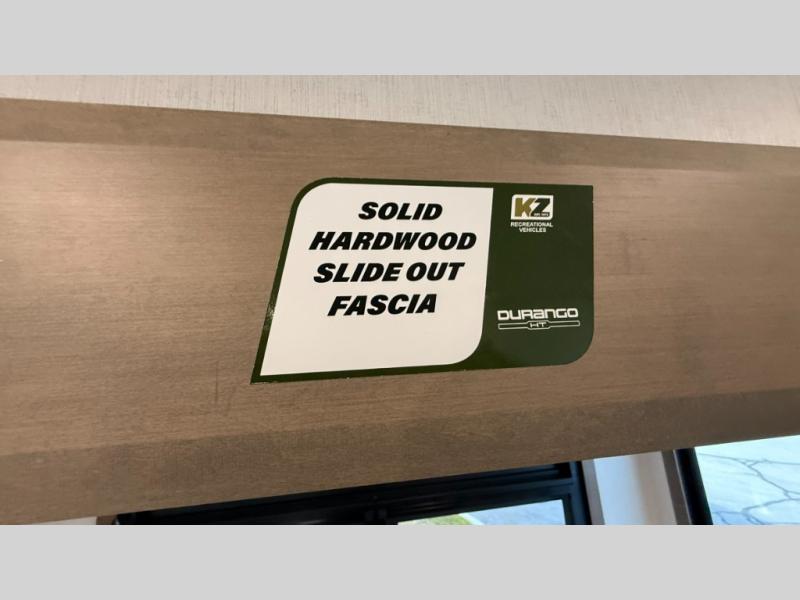 SOLID
HARDWOOD
SLIDE OUT
FASCIA
KZ
RECREATIONAL
VEHICLES
DURANGO
HT